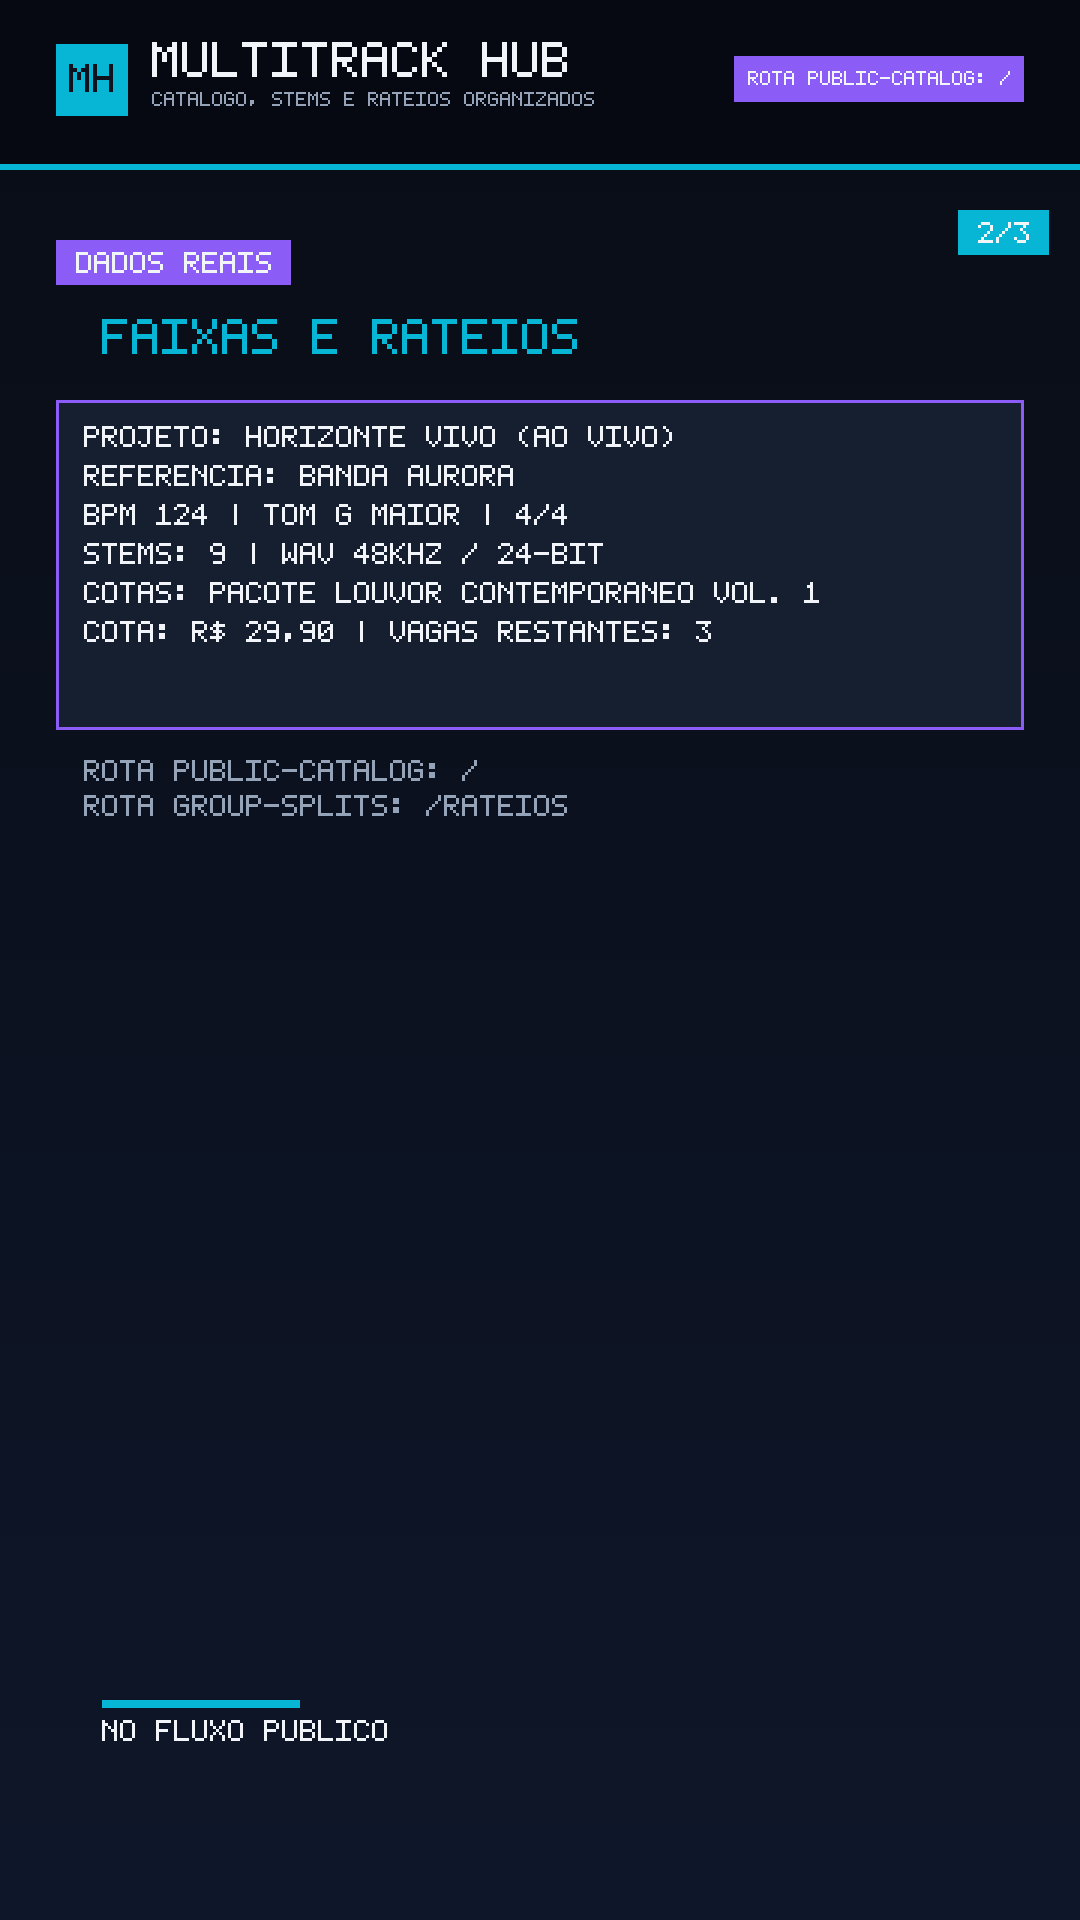 MH
MULTITRACK HUB
CATALOGO, STEMS E RATEIOS ORGANIZADOS
ROTA PUBLIC-CATALOG: /
2/3
DADOS REAIS
FAIXAS E RATEIOS
PROJETO: HORIZONTE VIVO (AO VIVO)
REFERENCIA: BANDA AURORA
BPM 124 | TOM G MAIOR | 4/4
STEMS: 9 | WAV 48KHZ / 24-BIT
COTAS: PACOTE LOUVOR CONTEMPORANEO VOL. 1
COTA: R$ 29,90 | VAGAS RESTANTES: 3
ROTA PUBLIC-CATALOG: /
ROTA GROUP-SPLITS: /RATEIOS
NO FLUXO PUBLICO